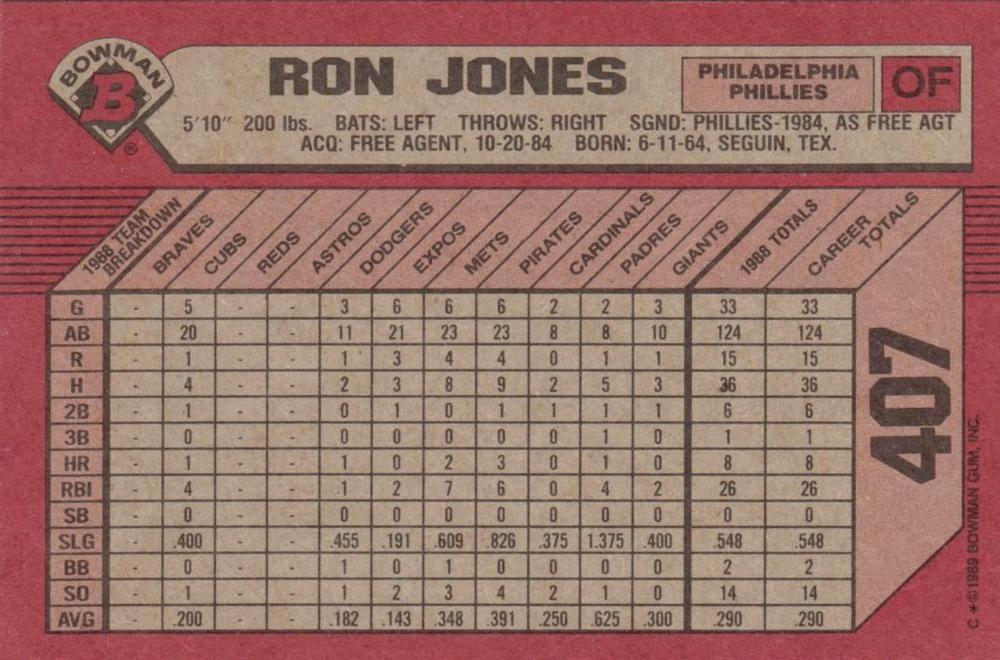 BOWMAN
B
®
RON JONES
PHILADELPHIA
PHILLIES
OF
5'10" 200 lbs. BATS: LEFT THROWS: RIGHT SGND: PHILLIES-1984, AS FREE AGT
ACQ: FREE AGENT, 10-20-84 BORN: 6-11-64, SEGUIN, TEX.
1988 TEAM BREAKDOWN BRAVES CUBS REDS ASTROS DODGERS EXPOS METS PIRATES CARDINALS PADRES GIANTS 1988 TOTALS CAREER TOTALS
G - 5 - - 3 6 6 6 2 2 3 33 33
AB - 20 - - 11 21 23 23 8 8 10 124 124
R - 1 - - 1 3 4 4 0 1 1 15 15
H - 4 - - 2 3 8 9 2 5 3 36 36
2B - 1 - - 0 1 0 1 1 1 1 6 6
3B - 0 - - 0 0 0 0 0 1 0 1 1
HR - 1 - - 1 0 2 3 0 1 0 8 8
RBI - 4 - - 1 2 7 6 0 4 2 26 26
SB - 0 - - 0 0 0 0 0 0 0 0 0
SLG - .400 - - .455 .191 .609 .826 .375 1.375 .400 .548 .548
BB - 0 - - 1 0 1 0 0 0 0 2 2
SO - 1 - - 1 2 3 4 2 1 0 14 14
AVG - .200 - - .182 .143 .348 .391 .250 .625 .300 .290 .290
407
C *©1989 BOWMAN GUM, INC.